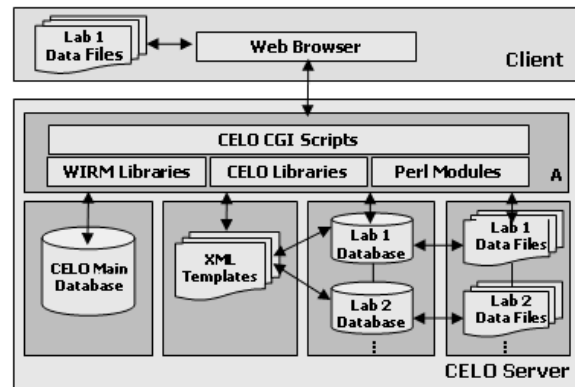 Lab 1
Data Files
Web Browser
Client
CELO CGI Scripts
WIRM Libraries
CELO Libraries
Perl Modules
A
CELO Main
Database
XML
Templates
Lab 1
Database
Lab 2
Database
Lab 1
Data Files
Lab 2
Data Files
CELO Server